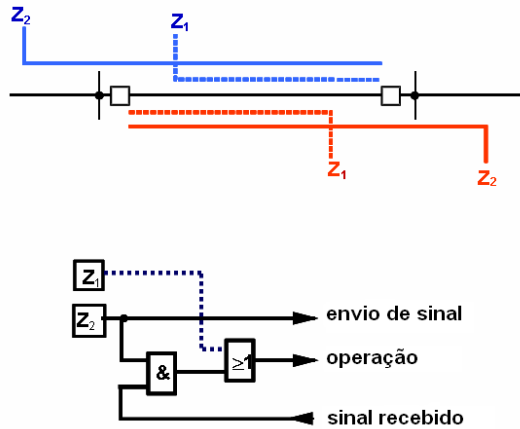 Z2
Z1
Z1
Z2
Z1
Z2
envio de sinal
&
≥1
operação
sinal recebido